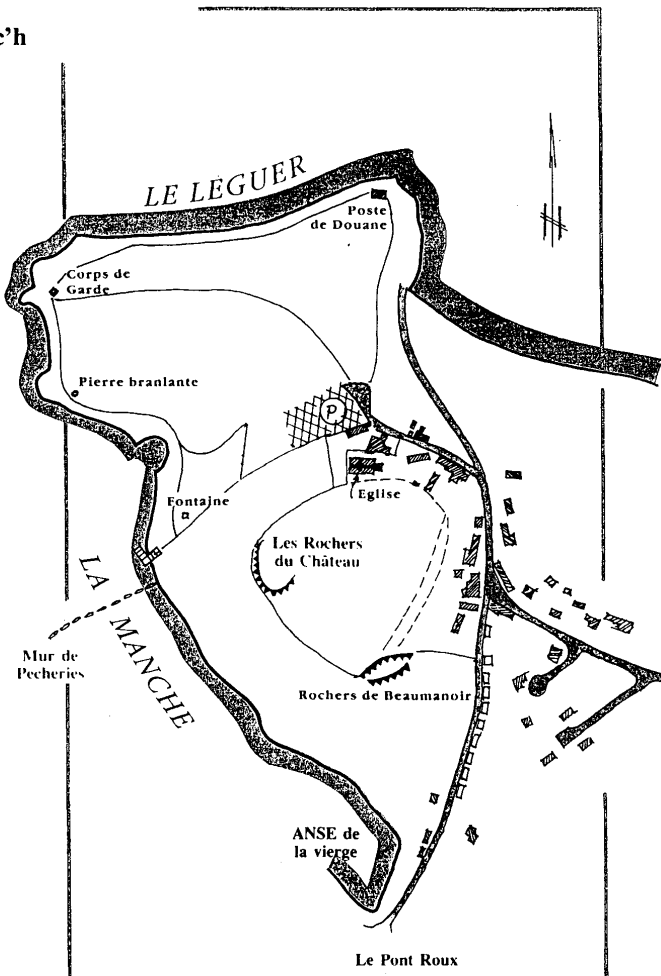 c'h
LE LEGUER
Poste
de Douane
Corps de
Garde
Pierre branlante
P
Fontaine
Eglise
Les Rochers
du Château
LA MANCHE
Mur de
Pecheries
Rochers de Beaumanoir
ANSE de
la vierge
Le Pont Roux